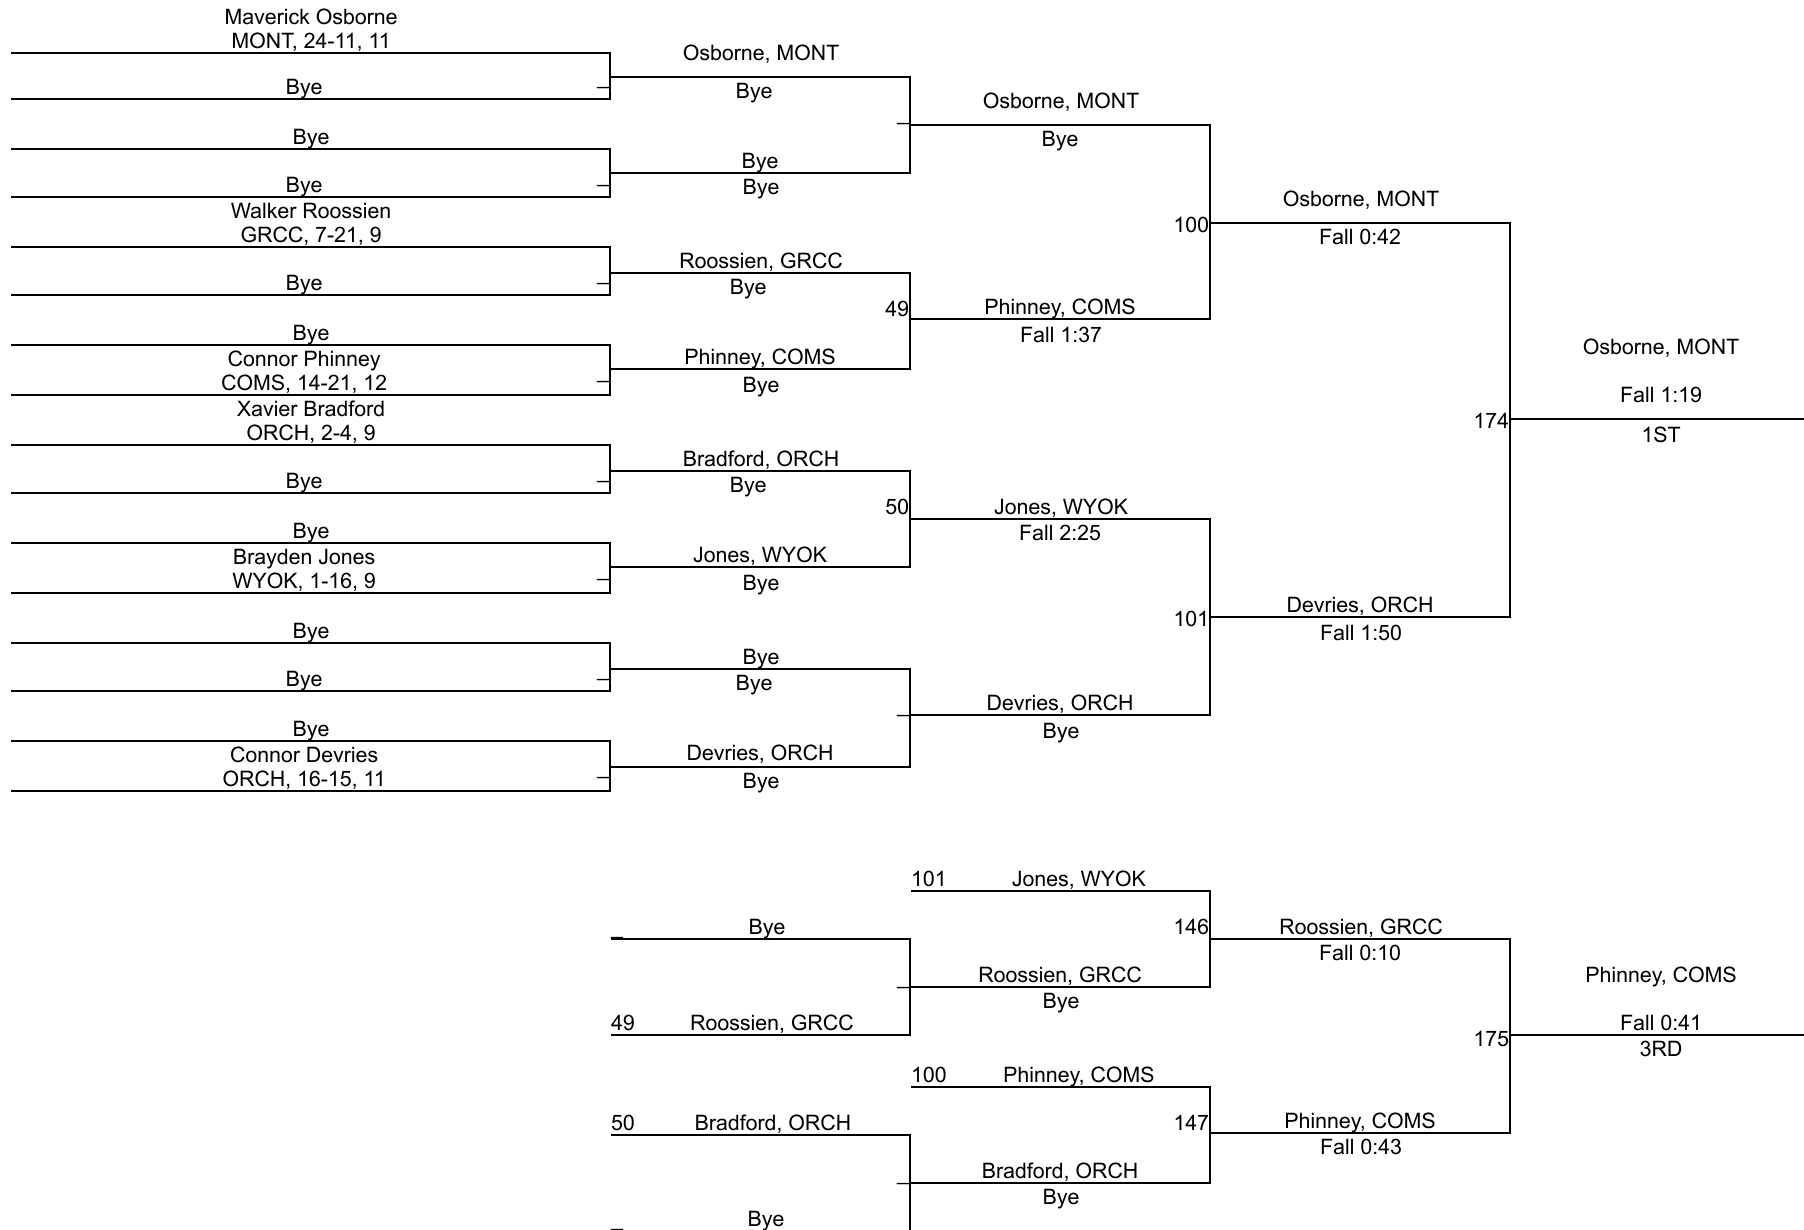 Maverick Osborne
MONT, 24-11, 11
Bye
Bye
Bye
Walker Roossien
GRCC, 7-21, 9
Bye
Bye
Connor Phinney
COMS, 14-21, 12
Xavier Bradford
ORCH, 2-4, 9
Bye
Bye
Brayden Jones
WYOK, 1-16, 9
Bye
Bye
Bye
Connor Devries
ORCH, 16-15, 11
Osborne, MONT
Bye
Bye
Bye
Roossien, GRCC
Bye
49
Phinney, COMS
Bye
Bradford, ORCH
Bye
50
Jones, WYOK
Bye
Bye
Bye
Devries, ORCH
Bye
Osborne, MONT
Bye
100
Phinney, COMS
Fall 1:37
Jones, WYOK
Fall 2:25
101
Devries, ORCH
Bye
Osborne, MONT
Fall 0:42
174
Devries, ORCH
Fall 1:50
Osborne, MONT
Fall 1:19
1ST
Bye
49 Roossien, GRCC
50 Bradford, ORCH
Bye
101 Jones, WYOK
146
Roossien, GRCC
Bye
100 Phinney, COMS
147
Bradford, ORCH
Bye
Roossien, GRCC
Fall 0:10
175
Phinney, COMS
Fall 0:43
Phinney, COMS
Fall 0:41
3RD